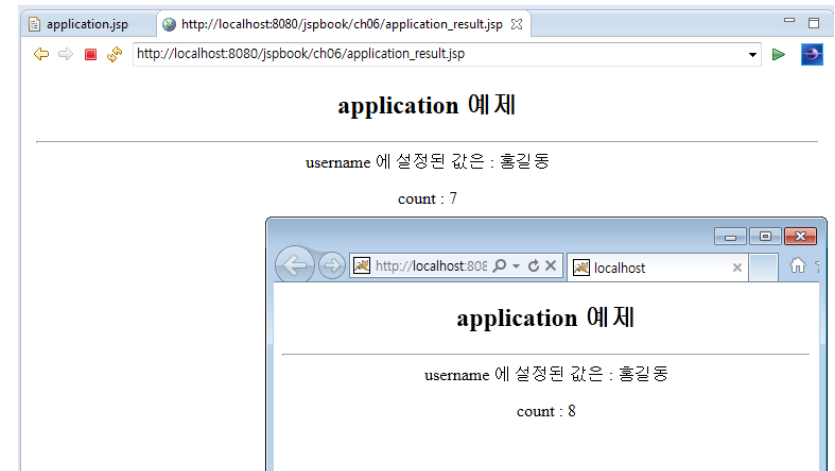 application.jsp
http://localhost:8080/jspbook/ch06/application_result.jsp
http://localhost:8080/jspbook/ch06/application_result.jsp
application 예제
username 에 설정된 값은 : 홍길동
count : 7
http://localhost:808
localhost
application 예제
username 에 설정된 값은 : 홍길동
count : 8